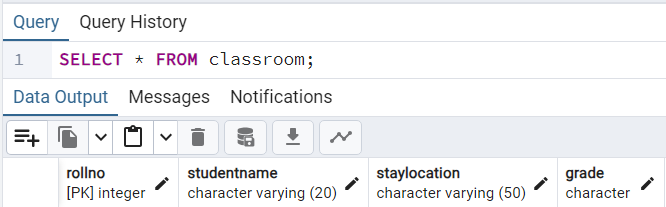 Query Query History
1 SELECT * FROM classroom;
Data Output Messages Notifications
rollno studentname staylocation grade
[PK] integer character varying (20) character varying (50) character